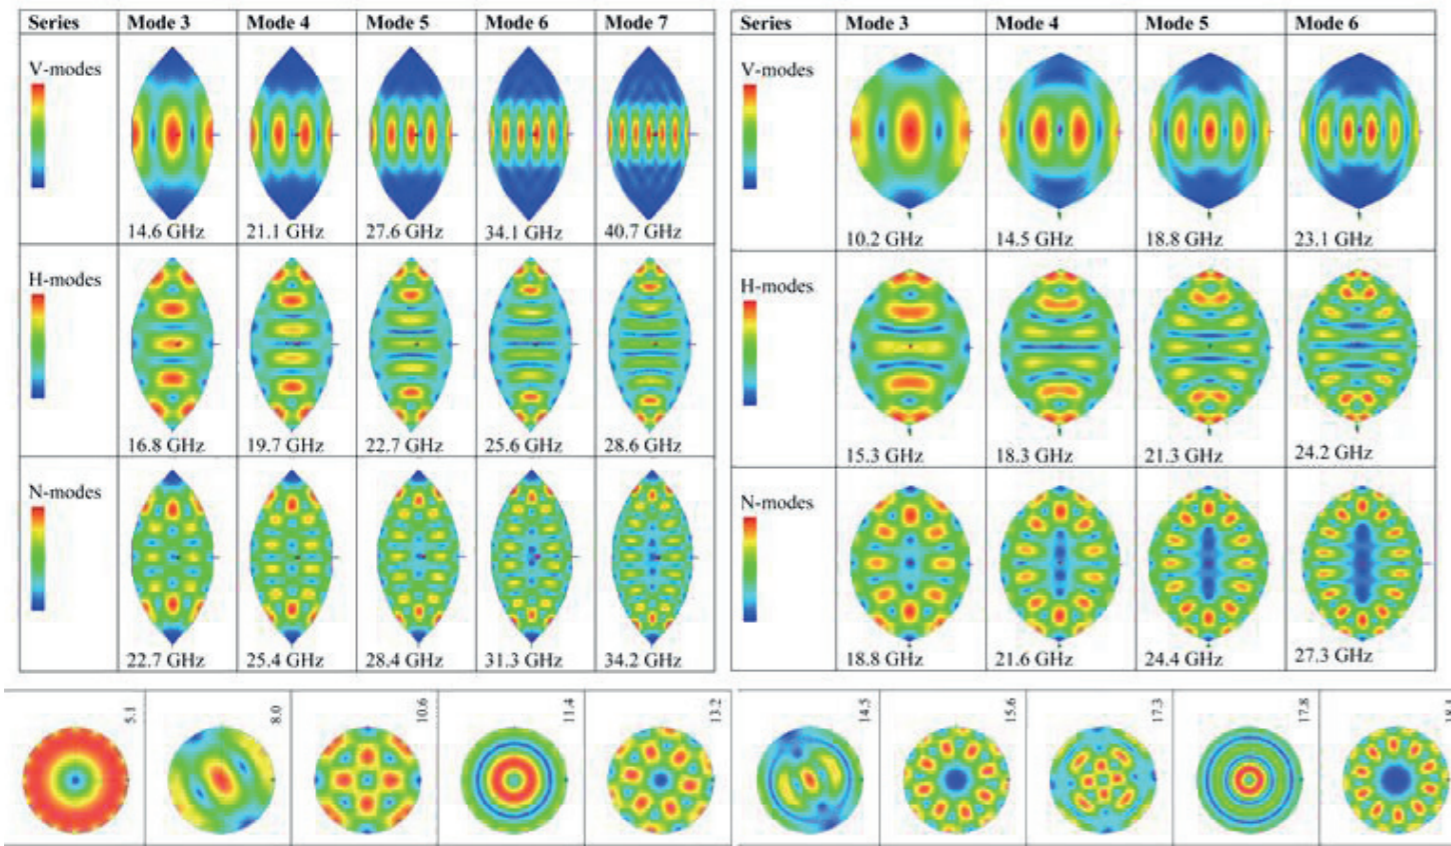 Series Mode 3 Mode 4 Mode 5 Mode 6 Mode 7
V-modes
14.6 GHz 21.1 GHz 27.6 GHz 34.1 GHz 40.7 GHz
H-modes
16.8 GHz 19.7 GHz 22.7 GHz 25.6 GHz 28.6 GHz
N-modes
22.7 GHz 25.4 GHz 28.4 GHz 31.3 GHz 34.2 GHz
Series Mode 3 Mode 4 Mode 5 Mode 6
V-modes
10.2 GHz 14.5 GHz 18.8 GHz 23.1 GHz
H-modes
15.3 GHz 18.3 GHz 21.3 GHz 24.2 GHz
N-modes
18.8 GHz 21.6 GHz 24.4 GHz 27.3 GHz
5.1 8.0 10.6 11.4 13.2 14.5 15.6 17.3 17.8